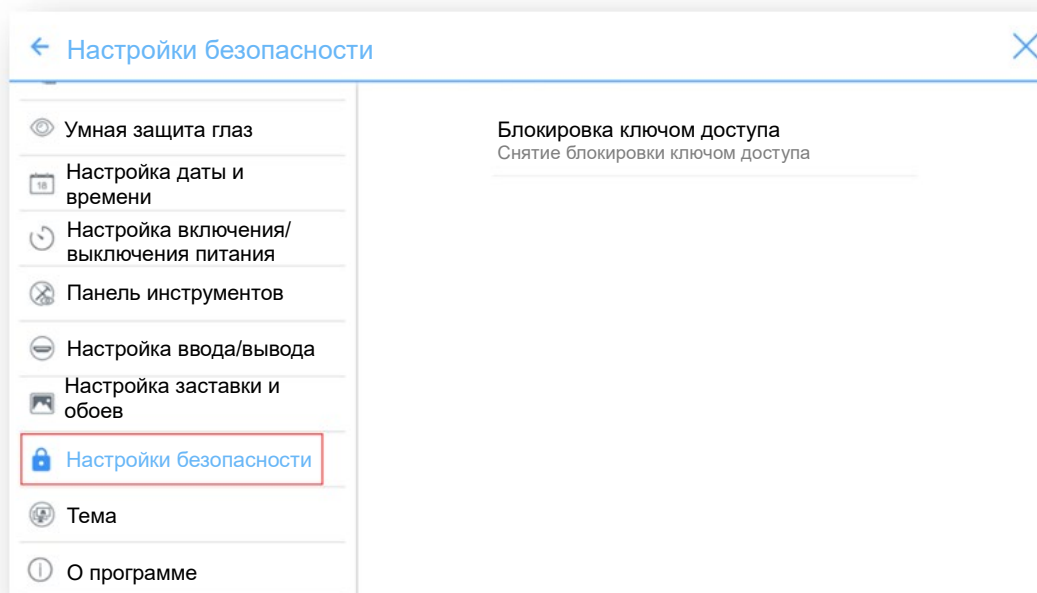 Настройки безопасности
Умная защита глаз
Настройка даты и
времени
Настройка включения/
выключения питания
Панель инструментов
Настройка ввода/вывода
Настройка заставки и
обоев
Настройки безопасности
Тема
О программе
Блокировка ключом доступа
Снятие блокировки ключом доступа